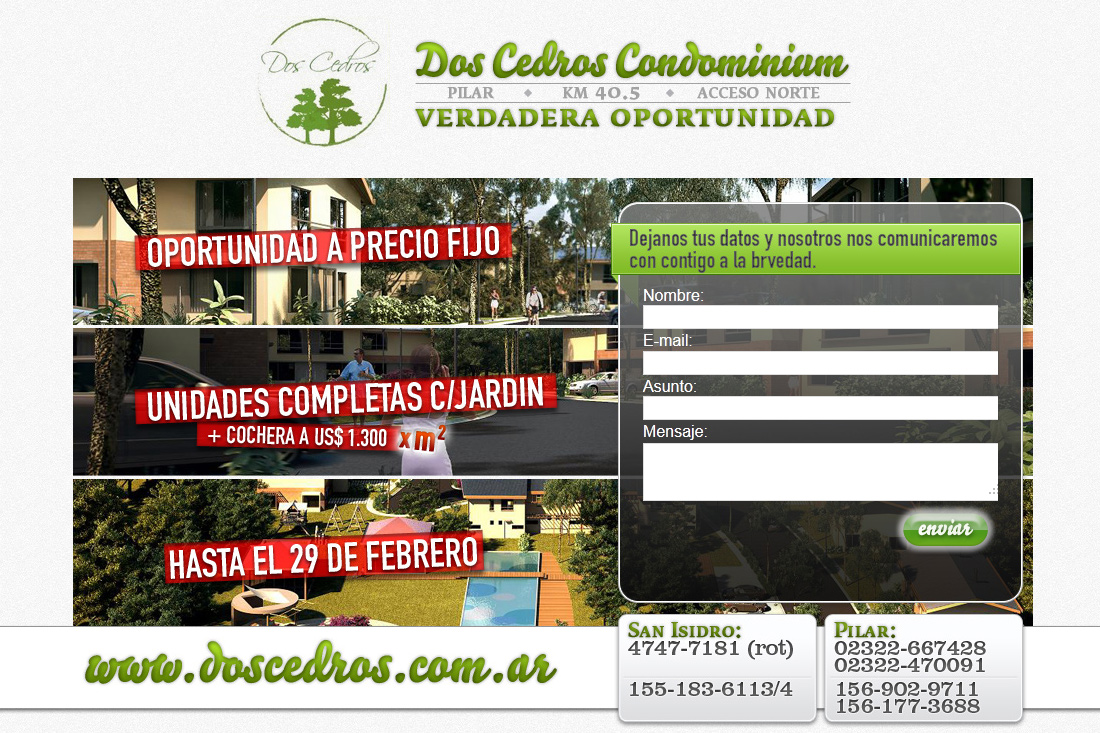 Dos Cedros
Dos Cedros Condominium
PILAR ◆ KM 40.5 ◆ ACCESO NORTE
VERDADERA OPORTUNIDAD
OPORTUNIDAD A PRECIO FIJO
UNIDADES COMPLETAS C/JARDIN
+ COCHERA A US$ 1.300 x m²
HASTA EL 29 DE FEBRERO
Dejanos tus datos y nosotros nos comunicaremos
con contigo a la brvedad.
Nombre:
E-mail:
Asunto:
Mensaje:
enviar
www.doscedros.com.ar
SAN ISIDRO:
4747-7181 (rot)
155-183-6113/4
PILAR:
02322-667428
02322-470091
156-902-9711
156-177-3688